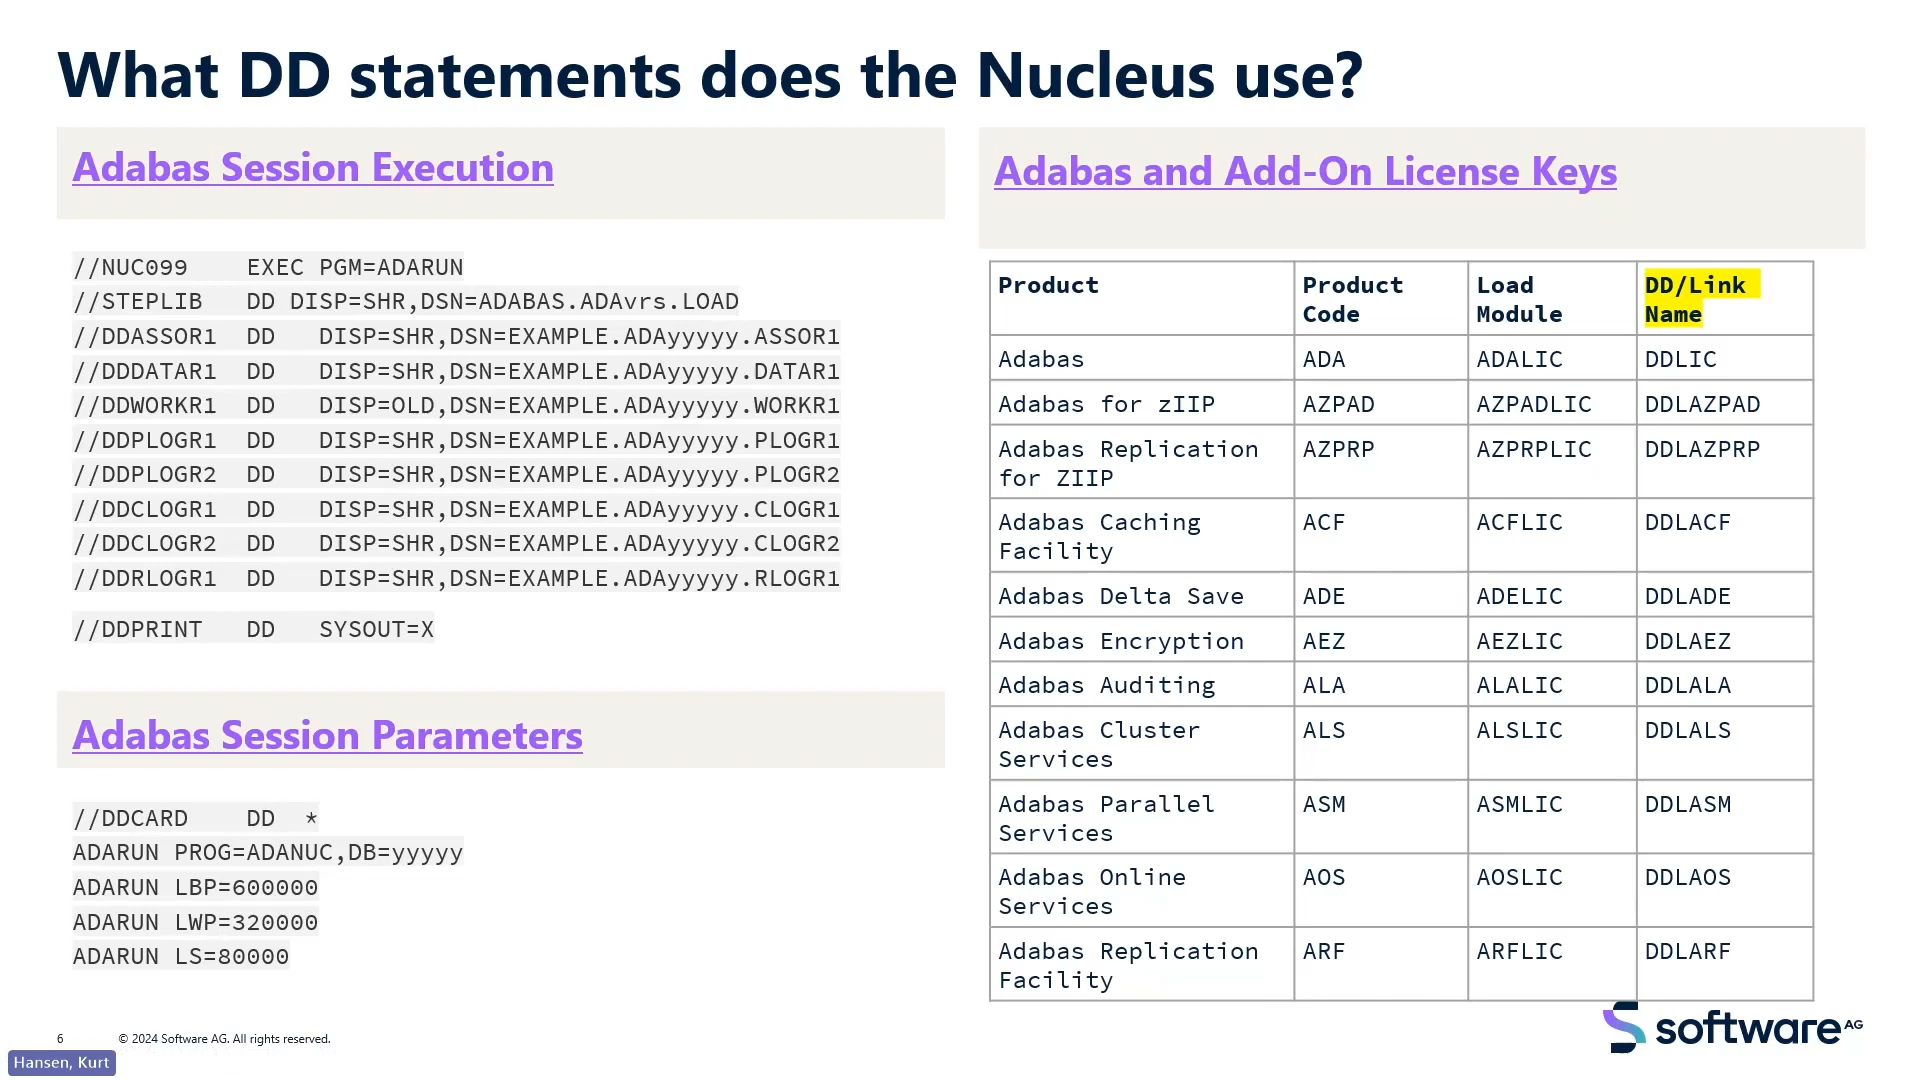 What DD statements does the Nucleus use?
Adabas Session Execution
//NUC099    EXEC PGM=ADARUN
//STEPLIB   DD DISP=SHR,DSN=ADABAS.ADAvrs.LOAD
//DDASSOR1  DD   DISP=SHR,DSN=EXAMPLE.ADAyyyyy.ASSOR1
//DDDATAR1  DD   DISP=SHR,DSN=EXAMPLE.ADAyyyyy.DATAR1
//DDWORKR1  DD   DISP=OLD,DSN=EXAMPLE.ADAyyyyy.WORKR1
//DDPLOGR1  DD   DISP=SHR,DSN=EXAMPLE.ADAyyyyy.PLOGR1
//DDPLOGR2  DD   DISP=SHR,DSN=EXAMPLE.ADAyyyyy.PLOGR2
//DDCLOGR1  DD   DISP=SHR,DSN=EXAMPLE.ADAyyyyy.CLOGR1
//DDCLOGR2  DD   DISP=SHR,DSN=EXAMPLE.ADAyyyyy.CLOGR2
//DDRLOGR1  DD   DISP=SHR,DSN=EXAMPLE.ADAyyyyy.RLOGR1
//DDPRINT   DD   SYSOUT=X
Adabas Session Parameters
//DDCARD    DD  *
ADARUN PROG=ADANUC,DB=yyyyy
ADARUN LBP=600000
ADARUN LWP=320000
ADARUN LS=80000
Adabas and Add-On License Keys
Product | Product Code | Load Module | DD/Link Name
Adabas | ADA | ADALIC | DDLIC
Adabas for zIIP | AZPAD | AZPADLIC | DDLAZPAD
Adabas Replication for ZIIP | AZPRP | AZPRPLIC | DDLAZPRP
Adabas Caching Facility | ACF | ACFLIC | DDLACF
Adabas Delta Save | ADE | ADELIC | DDLADE
Adabas Encryption | AEZ | AEZLIC | DDLAEZ
Adabas Auditing | ALA | ALALIC | DDLALA
Adabas Cluster Services | ALS | ALSLIC | DDLALS
Adabas Parallel Services | ASM | ASMLIC | DDLASM
Adabas Online Services | AOS | AOSLIC | DDLAOS
Adabas Replication Facility | ARF | ARFLIC | DDLARF
6
© 2024 Software AG. All rights reserved.
software AG
Hansen, Kurt